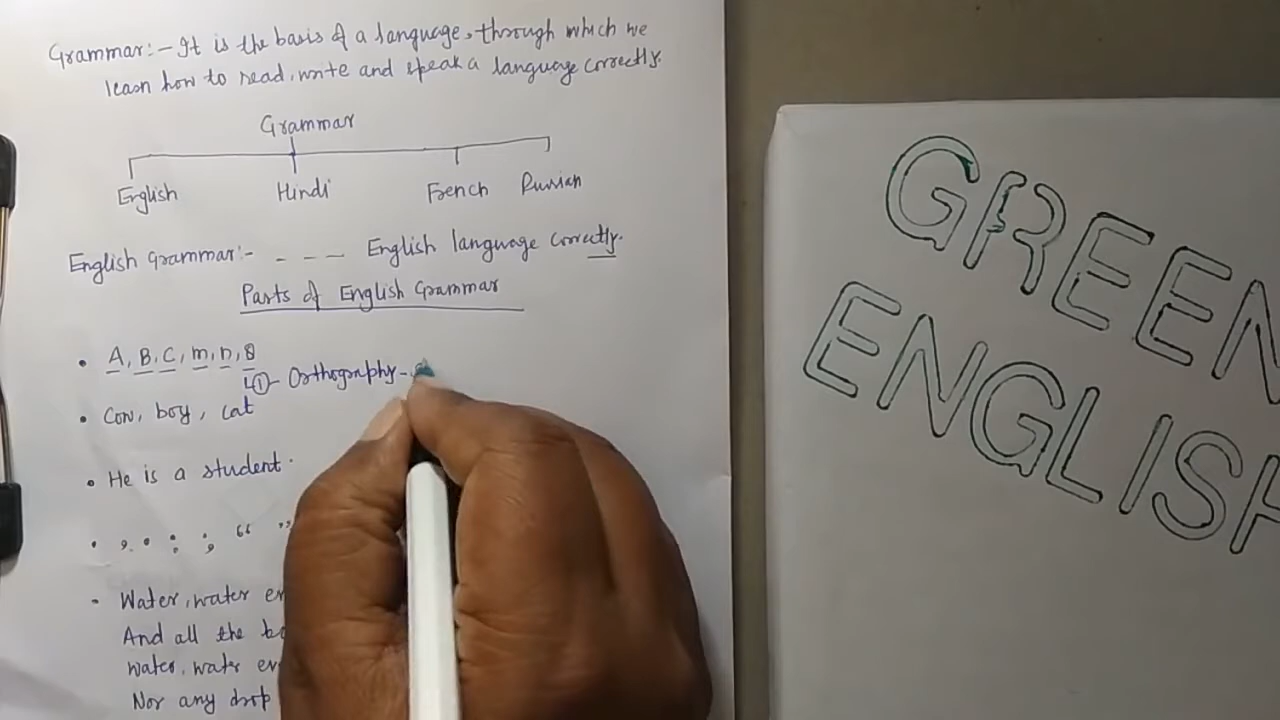 Grammar:- It is the basis of a language, through which we
learn how to read, write and speak a language correctly.
Grammar
English Hindi French Russian
English grammar:- - - - English language correctly.
Parts of English Grammar
• A, B, C, m, n, 8
① - Orthography -
• Cow, boy, cat
• He is a student.
• , . : ; “ ”
- Water, water
And all the
water, water
Nor any drop
GREEN
ENGLISH